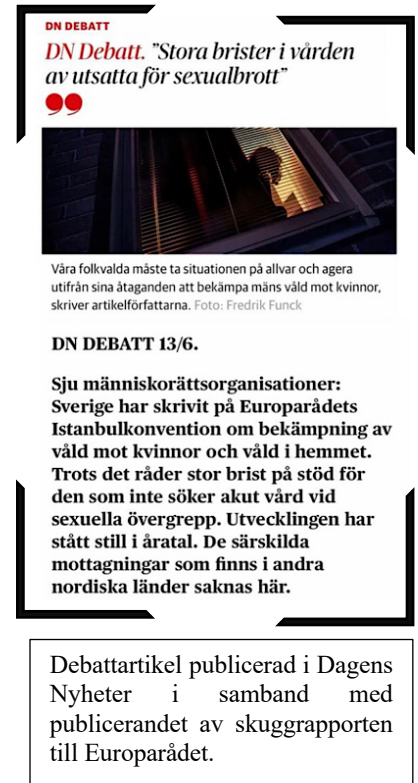 DN DEBATT
DN Debatt. ”Stora brister i vården
av utsatta för sexualbrott”
Våra folkvalda måste ta situationen på allvar och agera
utifrån sina åtaganden att bekämpa mäns våld mot kvinnor,
skriver artikelförfattarna. Foto: Fredrik Funck
DN DEBATT 13/6.
Sju människorättsorganisationer:
Sverige har skrivit på Europarådets
Istanbulkonvention om bekämpning av
våld mot kvinnor och våld i hemmet.
Trots det råder stor brist på stöd för
den som inte söker akut vård vid
sexuella övergrepp. Utvecklingen har
stått still i åratal. De särskilda
mottagningar som finns i andra
nordiska länder saknas här.
Debattartikel publicerad i Dagens
Nyheter i samband med
publicerandet av skuggrapporten
till Europarådet.